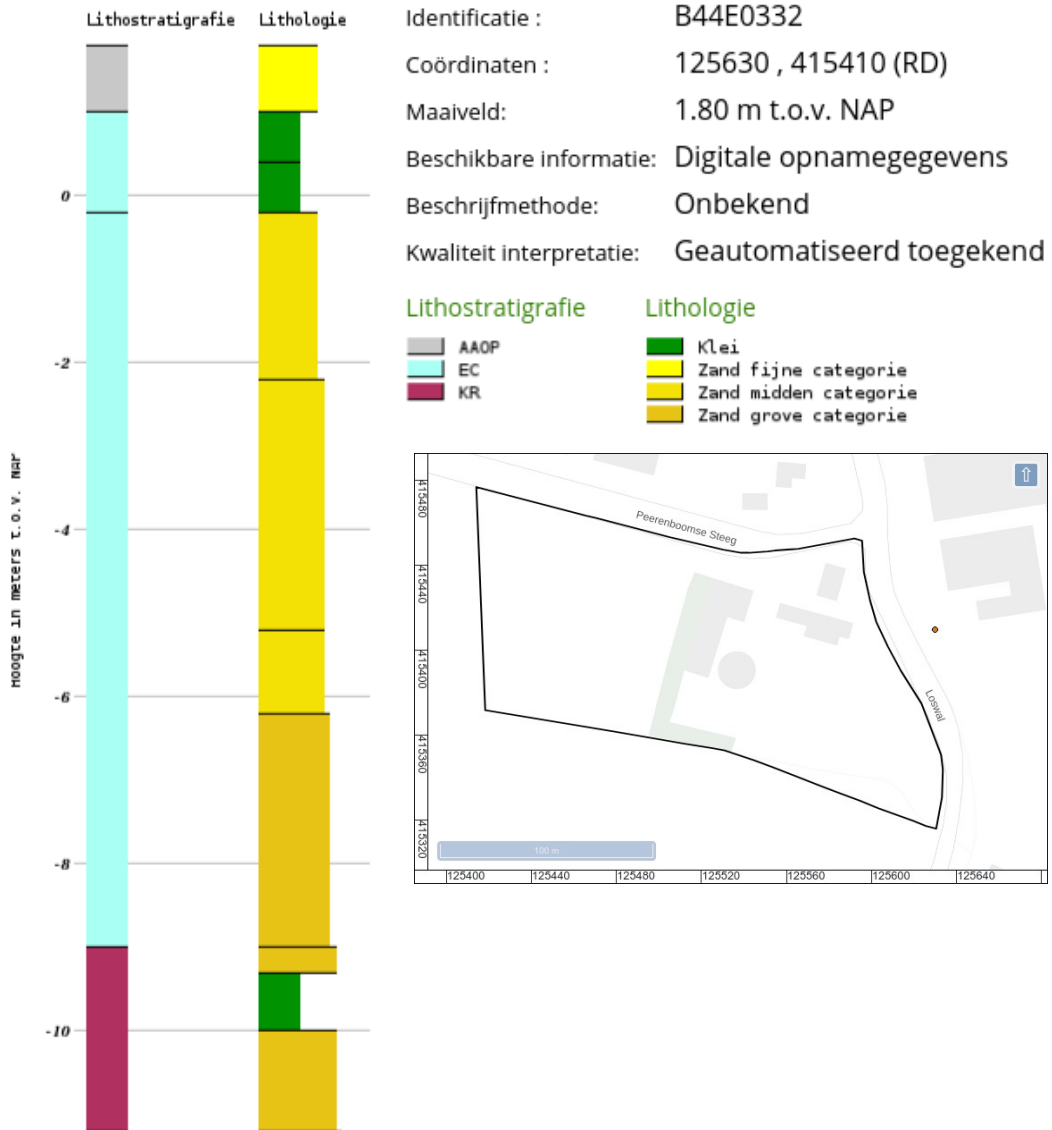 Lithostratigrafie Lithologie
0
-2
-4
-6
-8
-10
Hoogte in meters t.o.v. NAP
Identificatie : B44E0332
Coördinaten : 125630 , 415410 (RD)
Maaiveld: 1.80 m t.o.v. NAP
Beschikbare informatie: Digitale opnamegegevens
Beschrijfmethode: Onbekend
Kwaliteit interpretatie: Geautomatiseerd toegekend
Lithostratigrafie
AAOP
EC
KR
Lithologie
Klei
Zand fijne categorie
Zand midden categorie
Zand grove categorie
⇧
Peerenboomse Steeg
Loswal
415480
415440
415400
415360
415320
100 m
125400 125440 125480 125520 125560 125600 125640